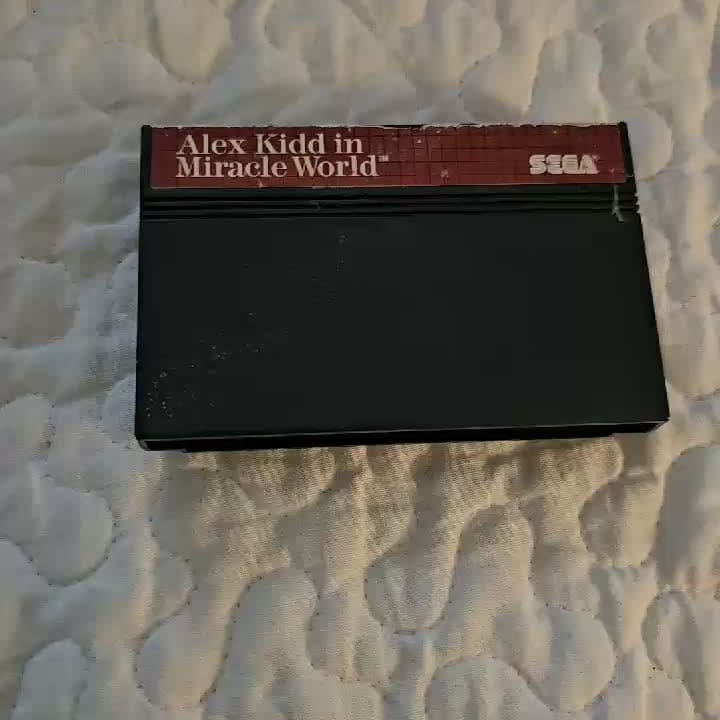 Alex Kidd in
Miracle World™
SEGA